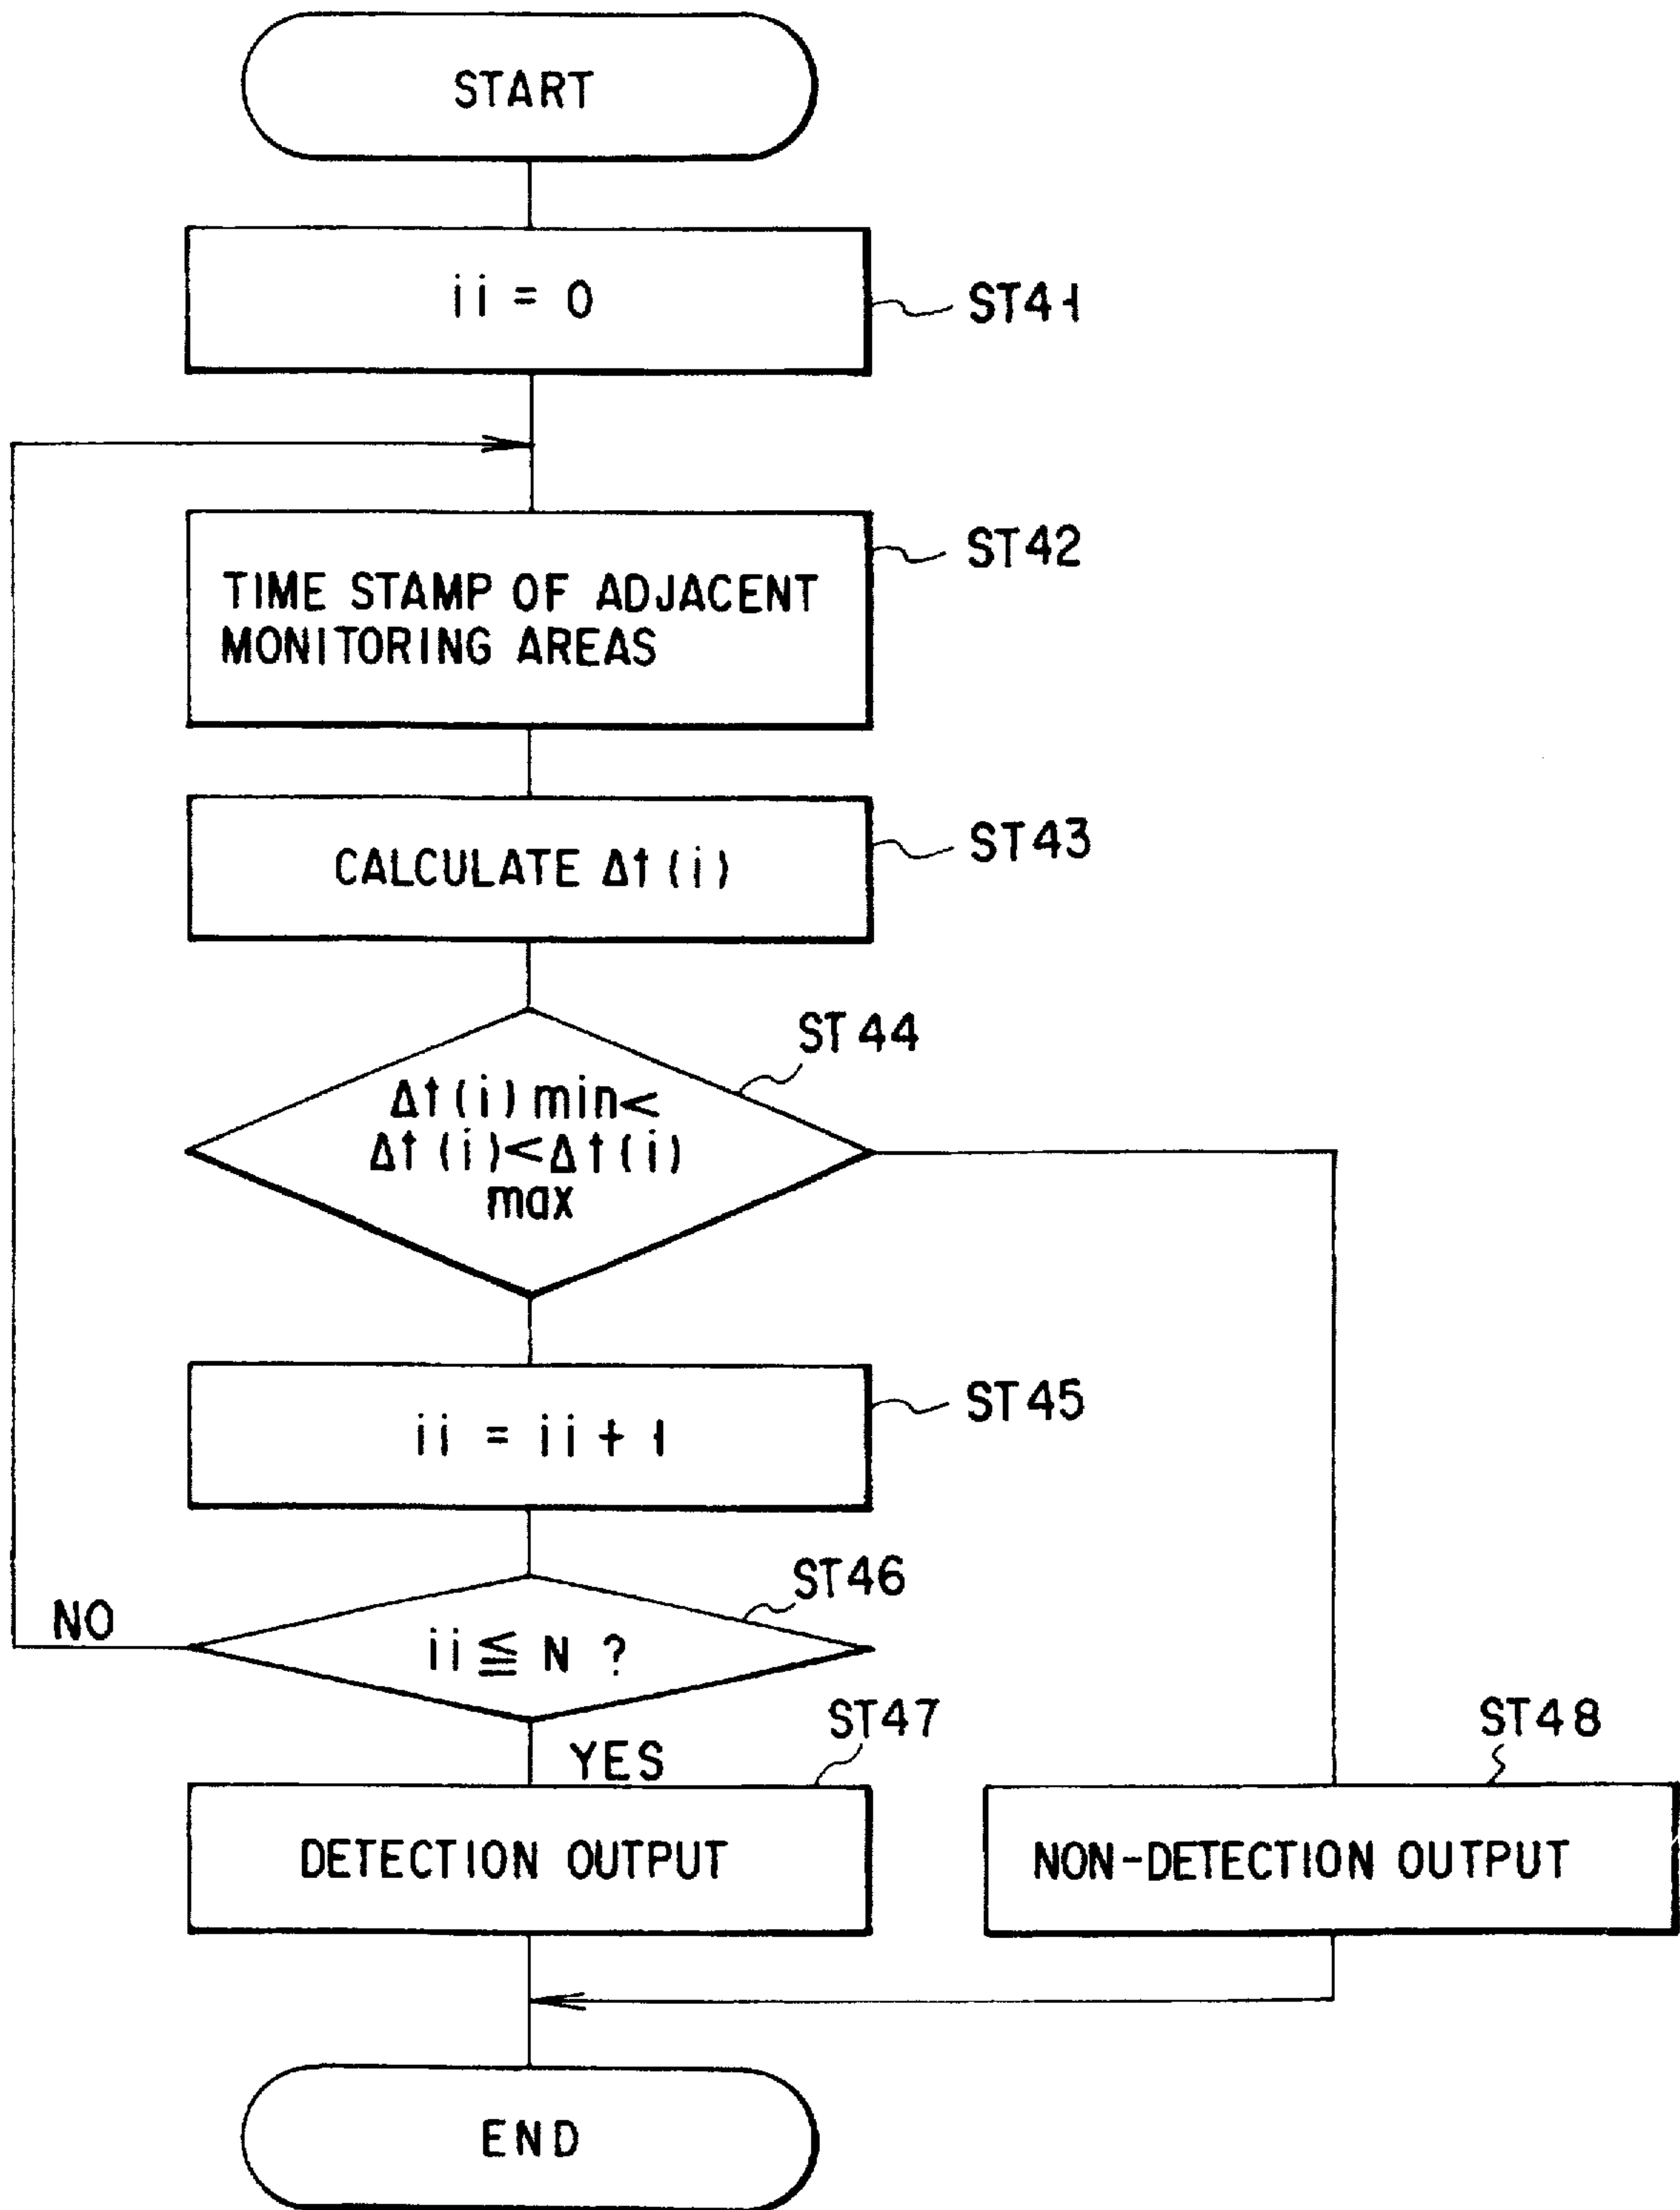 START
ii = 0
ST41
ST42
TIME STAMP OF ADJACENT
MONITORING AREAS
CALCULATE Δt(i)
ST43
ST44
Δt(i) min<
Δt(i)<Δt(i)
max
ii = ii + 1
ST45
ST46
NO
ii ≦ N ?
YES
ST47
ST48
DETECTION OUTPUT
NON-DETECTION OUTPUT
END